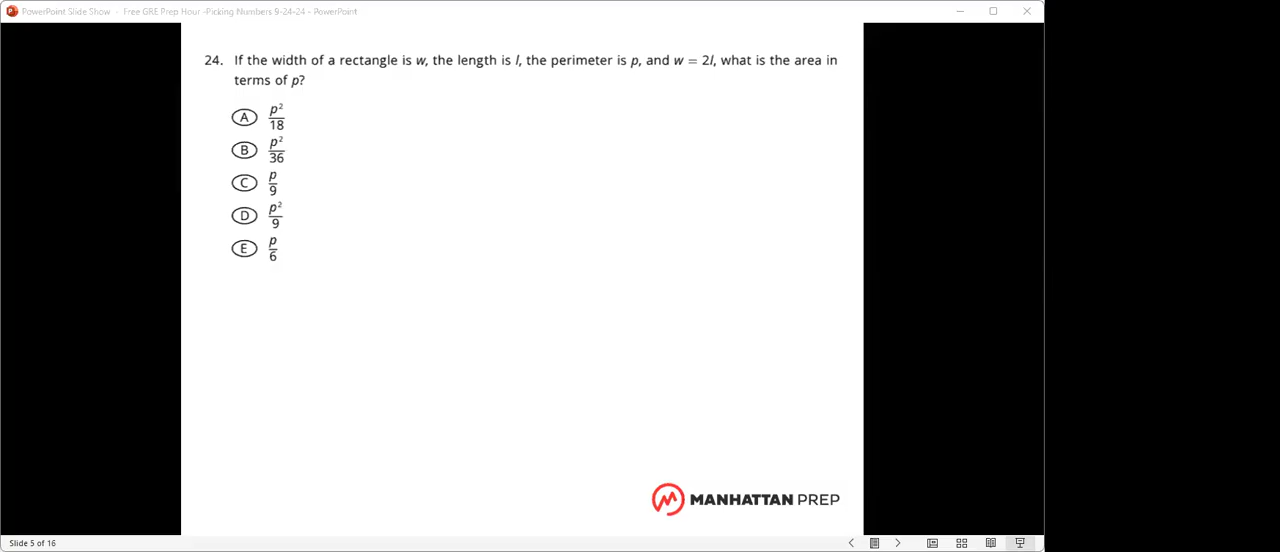 PowerPoint Slide Show - Free GRE Prep Hour -Picking Numbers 9-24-24 - PowerPoint
24. If the width of a rectangle is w, the length is l, the perimeter is p, and w = 2l, what is the area in
terms of p?
A p²/18
B p²/36
C p/9
D p²/9
E p/6
MANHATTAN PREP
Slide 5 of 16